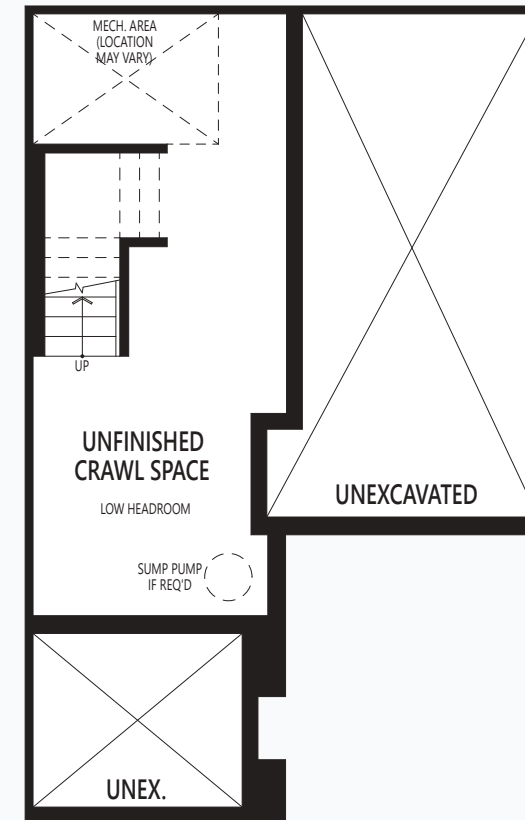 MECH. AREA
(LOCATION
MAY VARY)
UP
UNFINISHED
CRAWL SPACE
LOW HEADROOM
UNEXCAVATED
SUMP PUMP
IF REQ'D
UNEX.